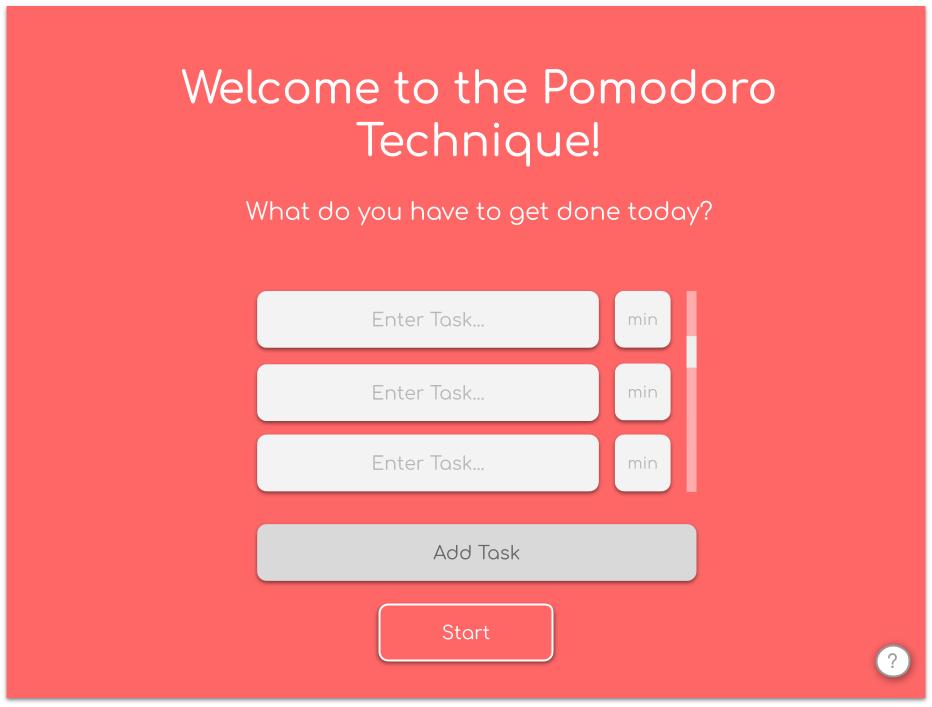 Welcome to the Pomodoro
Technique!
What do you have to get done today?
Enter Task...
min
Enter Task...
min
Enter Task...
min
Add Task
Start
?